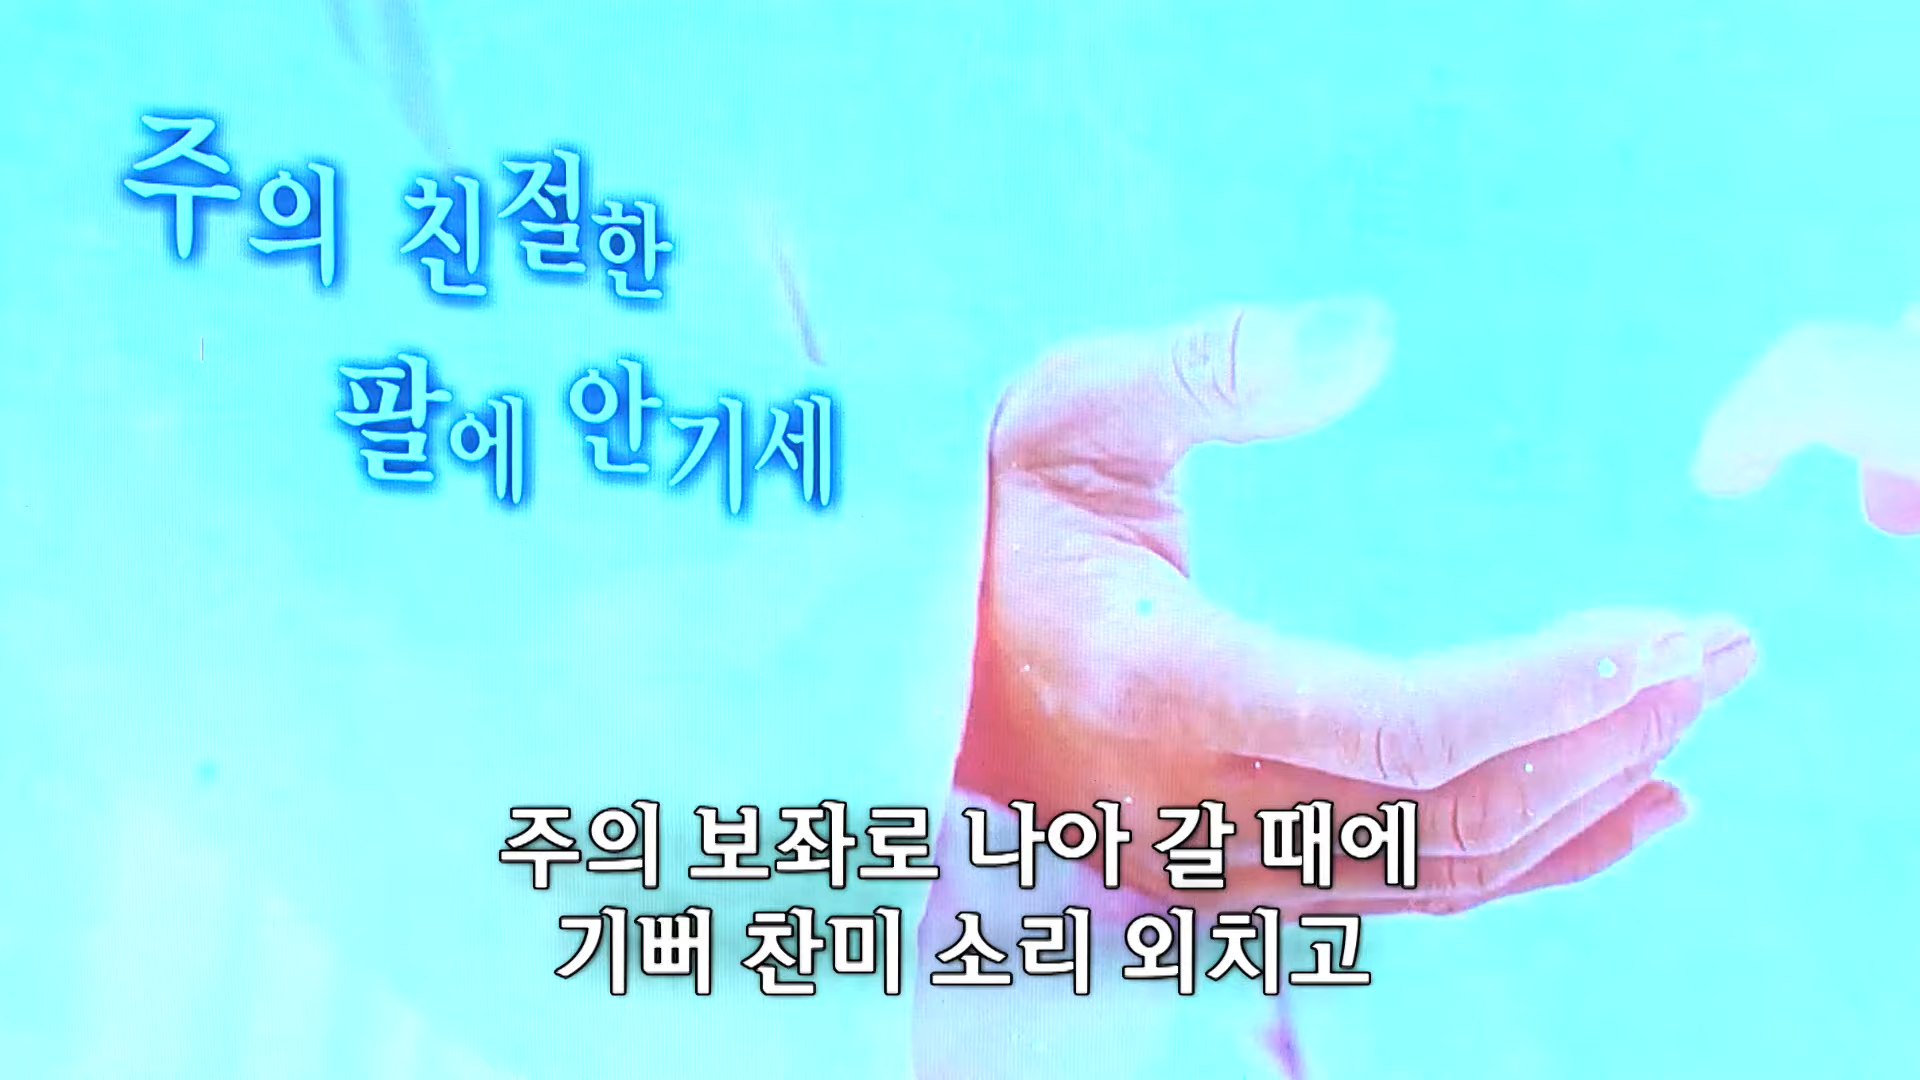 주의 친절한
팔에 안기세
주의 보좌로 나아 갈 때에
기뻐 찬미 소리 외치고